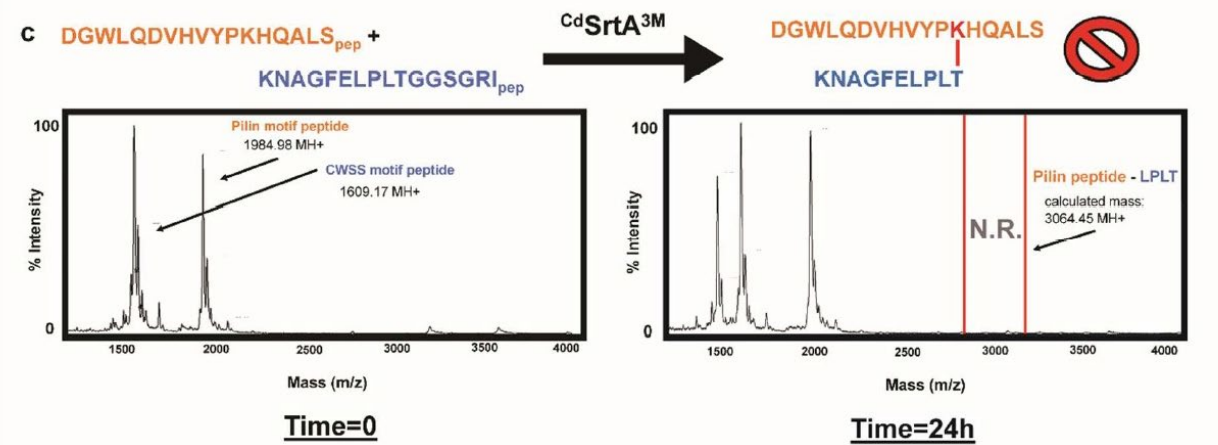 c DGWLQDVHVYPKHQALSpep +
KNAGFELPLTGGSGRIpep
CdSrtA3M
DGWLQDVHVYPKHQALS
KNAGFELPLT
100
Pilin motif peptide
1984.98 MH+
CWSS motif peptide
1609.17 MH+
% Intensity
0
1500 2000 2500 3000 3500 4000
Mass (m/z)
Time=0
100
Pilin peptide - LPLT
calculated mass:
3064.45 MH+
N.R.
% Intensity
0
1500 2000 2500 3000 3500 4000
Mass (m/z)
Time=24h